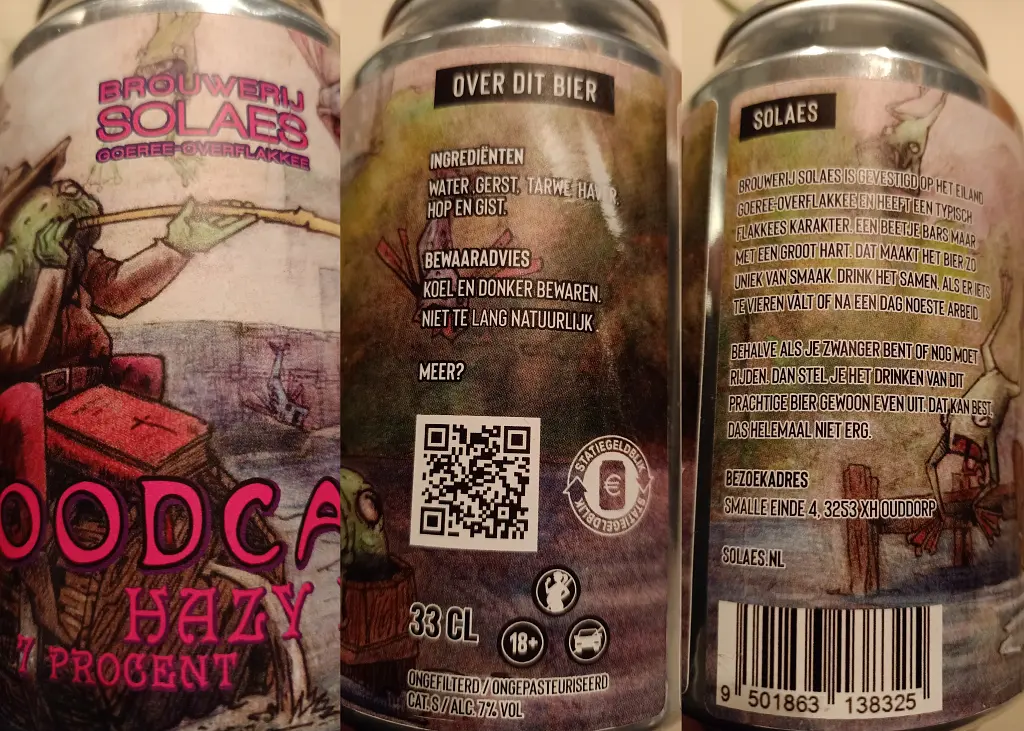 BROUWERIJ
SOLAES
GOEREE-OVERFLAKKEE
OODCA
HAZY
7 PROCENT
OVER DIT BIER
INGREDIËNTEN
WATER, GERST, TARWE, HAVER,
HOP EN GIST.
BEWAARADVIES
KOEL EN DONKER BEWAREN.
NIET TE LANG NATUURLIJK.
MEER?
STATIEGELDBLIK
STATIEGELDBLIK
33 CL
18+
ONGEFILTERD / ONGEPASTEURISEERD
CAT. S / ALC. 7% VOL
SOLAES
BROUWERIJ SOLAES IS GEVESTIGD OP HET EILAND
GOEREE-OVERFLAKKEE EN HEEFT EEN TYPISCH
FLAKKEES KARAKTER. EEN BEETJE BARS MAAR
MET EEN GROOT HART. DAT MAAKT HET BIER ZO
UNIEK VAN SMAAK. DRINK HET SAMEN, ALS ER IETS
TE VIEREN VALT OF NA EEN DAG NOESTE ARBEID.
BEHALVE ALS JE ZWANGER BENT OF NOG MOET
RIJDEN. DAN STEL JE HET DRINKEN VAN DIT
PRACHTIGE BIER GEWOON EVEN UIT. DAT KAN BEST,
DAS HELEMAAL NIET ERG.
BEZOEKADRES
SMALLE EINDE 4, 3253 XH OUDDORP
SOLAES.NL
9 501863 138325